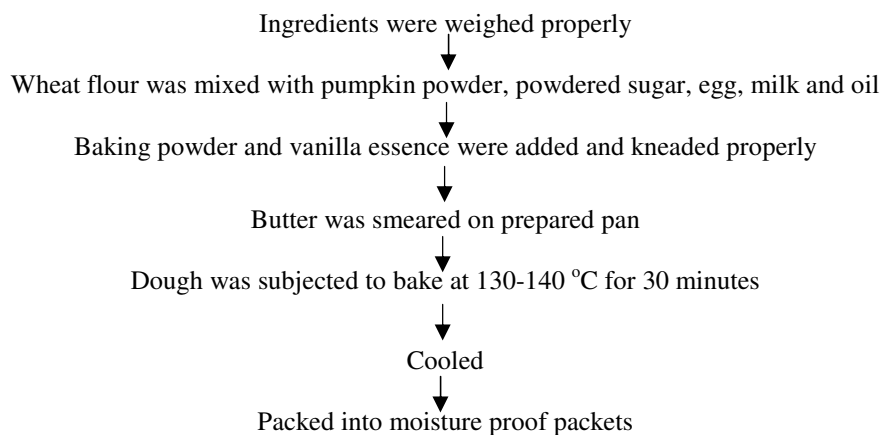 Ingredients were weighed properly
Wheat flour was mixed with pumpkin powder, powdered sugar, egg, milk and oil
Baking powder and vanilla essence were added and kneaded properly
Butter was smeared on prepared pan
Dough was subjected to bake at 130-140 °C for 30 minutes
Cooled
Packed into moisture proof packets